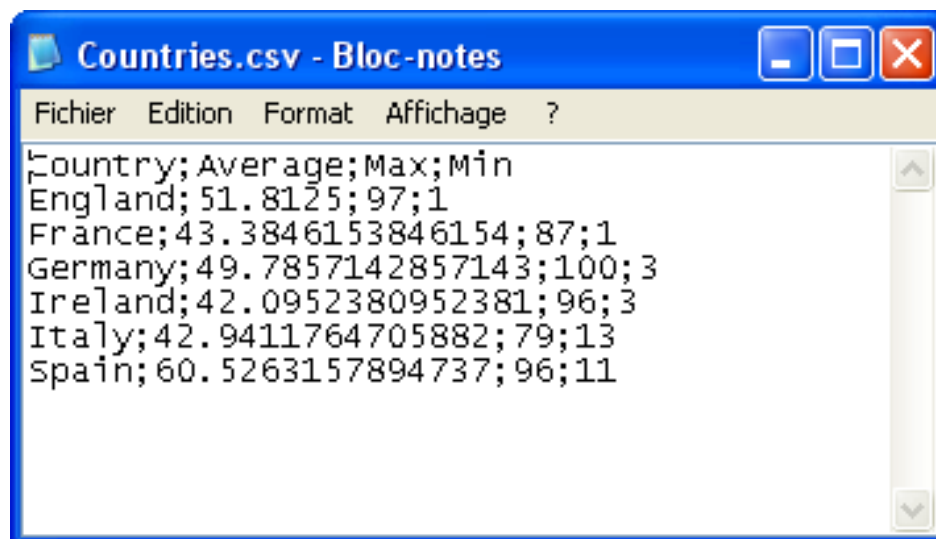 Countries.csv - Bloc-notes
Fichier Edition Format Affichage ?
Country;Average;Max;Min
England;51.8125;97;1
France;43.3846153846154;87;1
Germany;49.7857142857143;100;3
Ireland;42.0952380952381;96;3
Italy;42.9411764705882;79;13
Spain;60.5263157894737;96;11